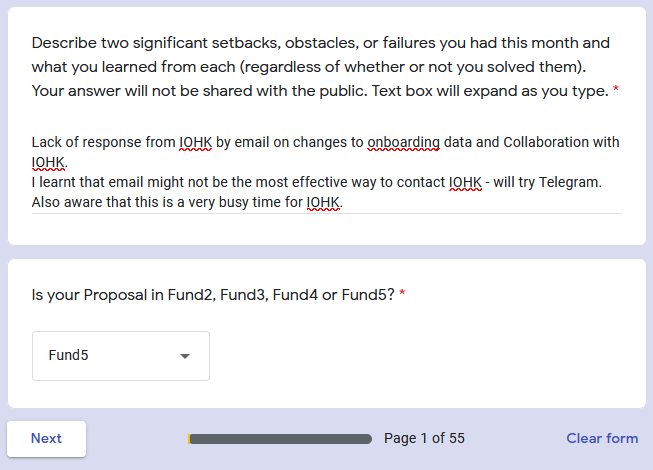 Describe two significant setbacks, obstacles, or failures you had this month and
what you learned from each (regardless of whether or not you solved them).
Your answer will not be shared with the public. Text box will expand as you type. *
Lack of response from IOHK by email on changes to onboarding data and Collaboration with
IOHK.
I learnt that email might not be the most effective way to contact IOHK - will try Telegram.
Also aware that this is a very busy time for IOHK.
Is your Proposal in Fund2, Fund3, Fund4 or Fund5? *
Fund5
Next
Page 1 of 55
Clear form